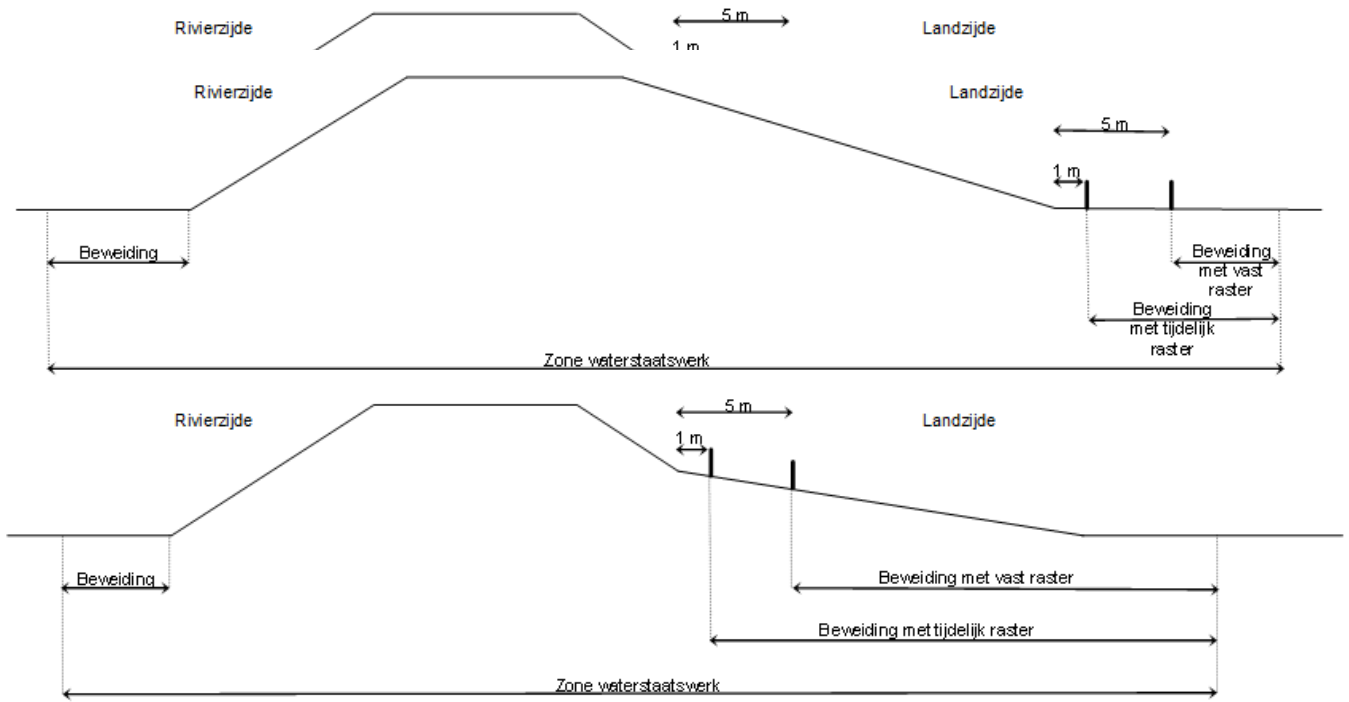 Rivierzijde
5 m
Landzijde
1 m
Rivierzijde
Landzijde
5 m
1 m
Beweiding
Beweiding
met vast
raster
Beweiding
met tijdelijk
raster
Zone waterstaatswerk
Rivierzijde
5 m
Landzijde
1 m
Beweiding
Beweiding met vast raster
Beweiding met tijdelijk raster
Zone waterstaatswerk